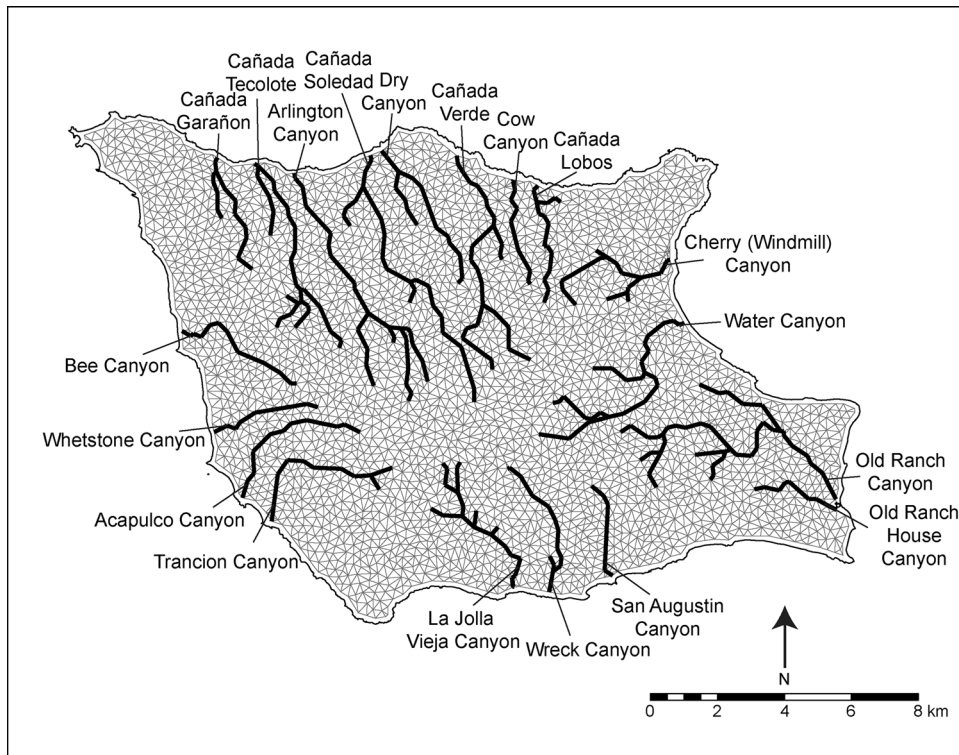 Cañada
Tecolote
Cañada
Soledad
Dry
Canyon
Cañada
Garañon
Arlington
Canyon
Cañada
Verde
Cow
Canyon
Cañada
Lobos
Cherry (Windmill)
Canyon
Water Canyon
Bee Canyon
Whetstone Canyon
Acapulco Canyon
Trancion Canyon
Old Ranch
Canyon
Old Ranch
House
Canyon
La Jolla
Vieja Canyon
Wreck Canyon
San Augustin
Canyon
N
0 2 4 6 8 km